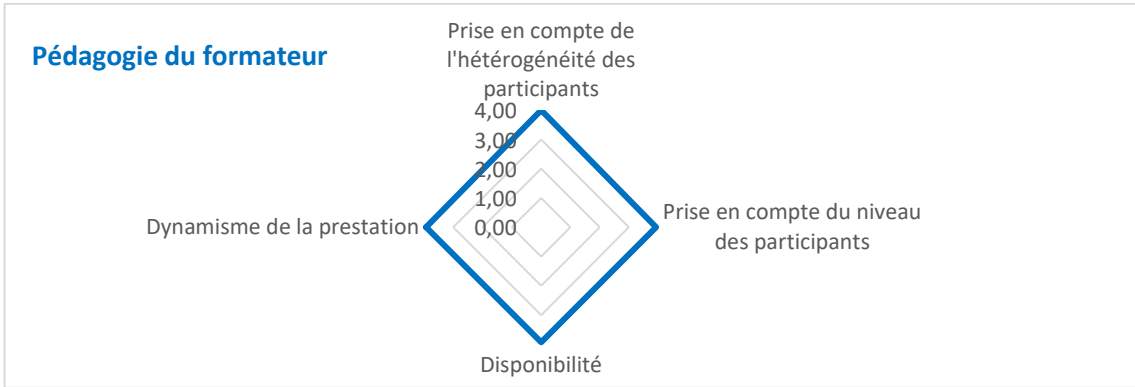 Pédagogie du formateur
Prise en compte de
l'hétérogénéité des
participants
4,00
3,00
2,00
1,00
0,00
Dynamisme de la prestation
Prise en compte du niveau
des participants
Disponibilité